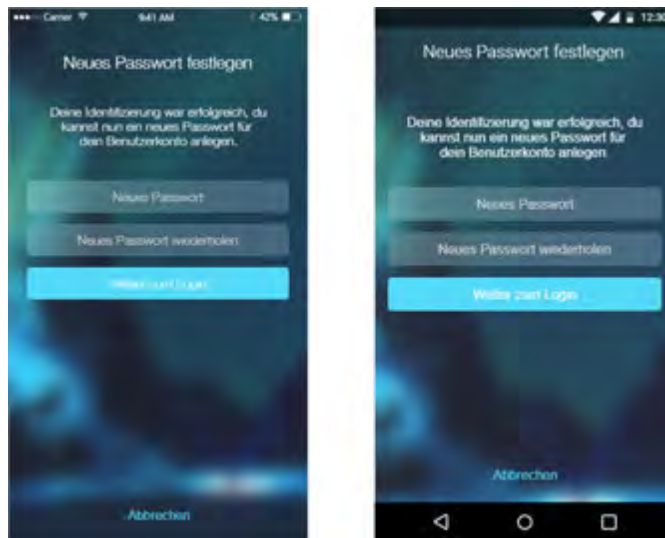 Carrier 9:41 AM 42%
Neues Passwort festlegen
Deine Identifizierung war erfolgreich, du
kannst nun ein neues Passwort für
dein Benutzerkonto anlegen.
Neues Passwort
Neues Passwort wiederholen
Weiter zum Login
Abbrechen
12:30
Neues Passwort festlegen
Deine Identifizierung war erfolgreich, du
kannst nun ein neues Passwort für
dein Benutzerkonto anlegen
Neues Passwort
Neues Passwort wiederholen
Weiter zum Login
Abbrechen